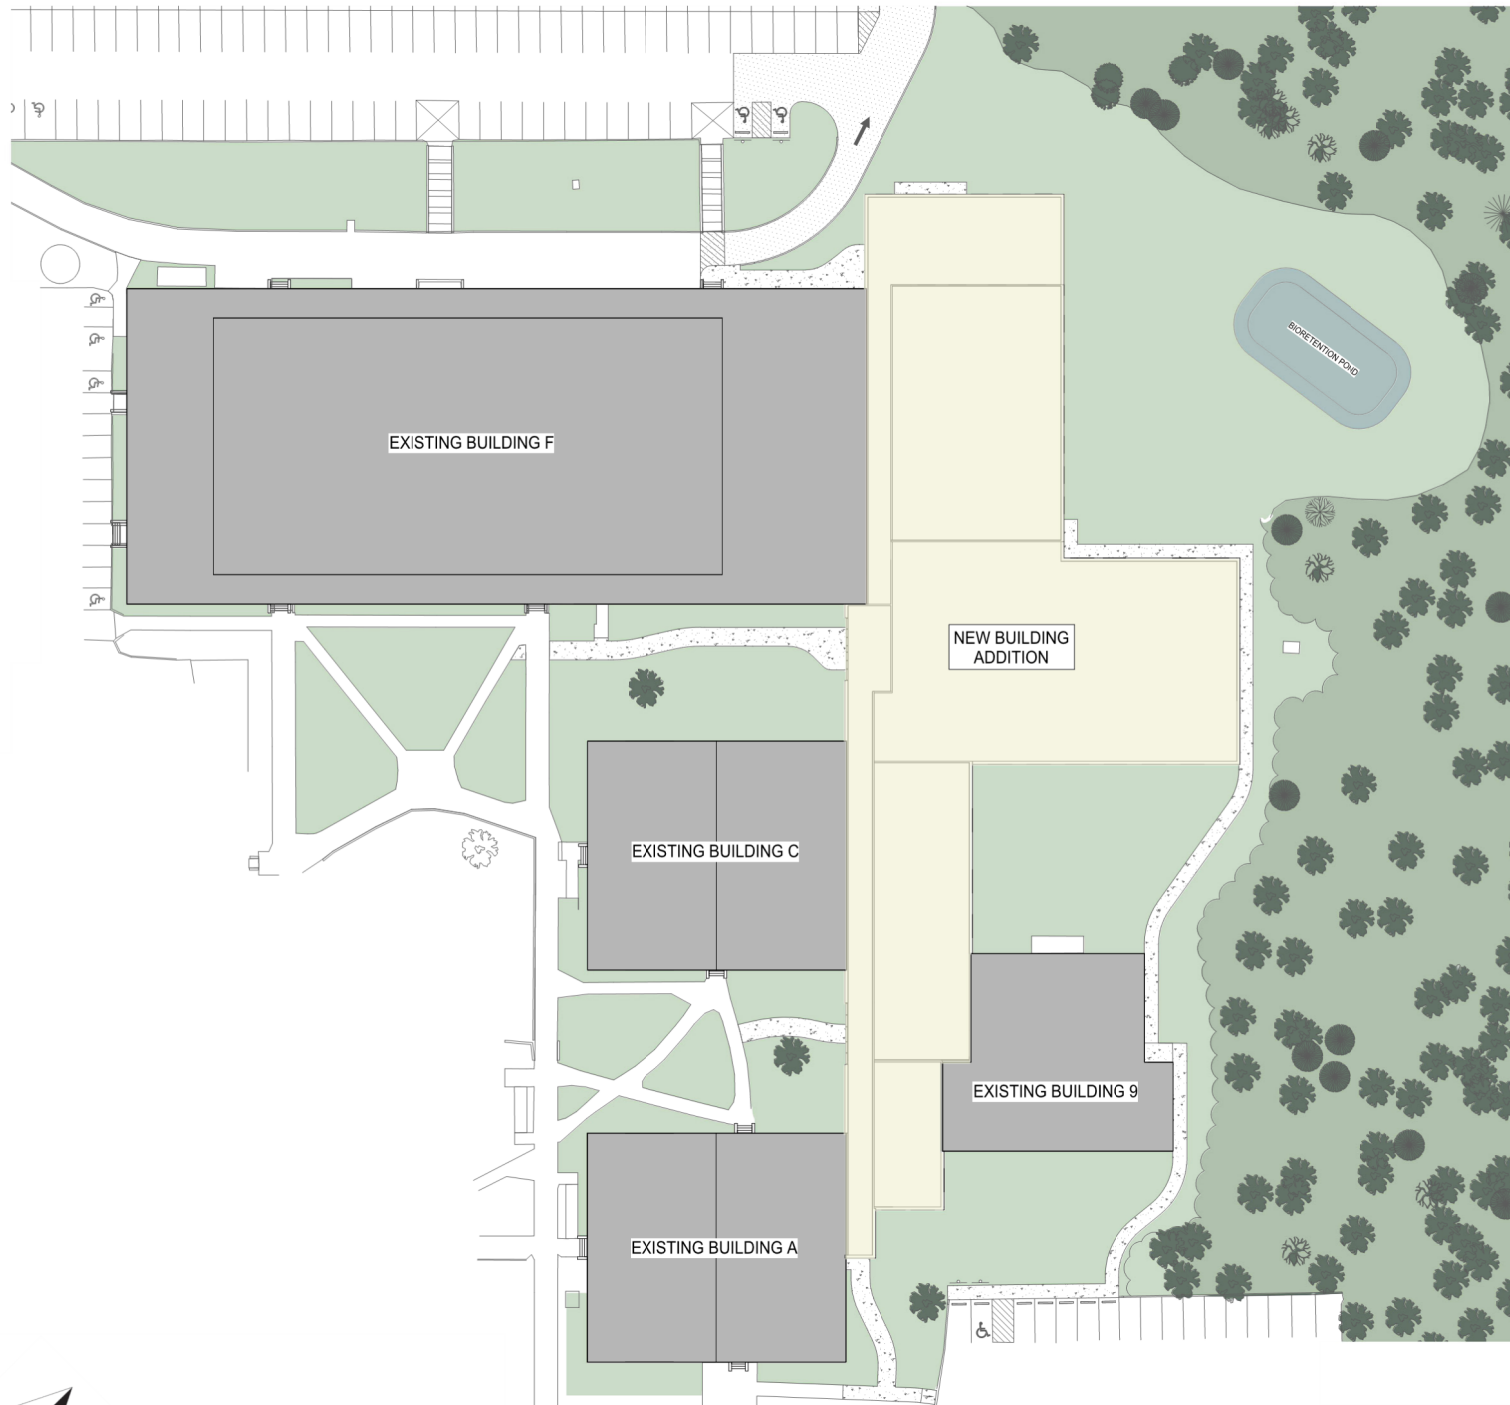 BIORETENTION POND
EXISTING BUILDING F
NEW BUILDING
ADDITION
EXISTING BUILDING C
EXISTING BUILDING 9
EXISTING BUILDING A